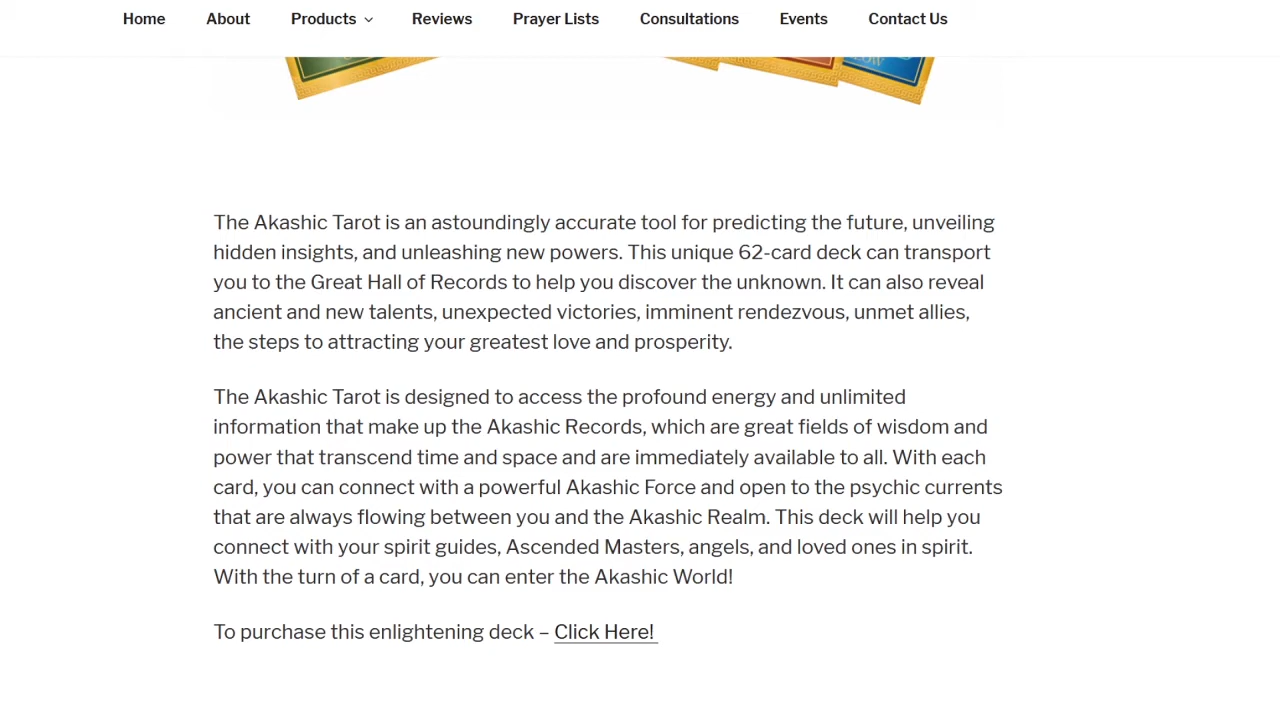 Home About Products Reviews Prayer Lists Consultations Events Contact Us
The Akashic Tarot is an astoundingly accurate tool for predicting the future, unveiling
hidden insights, and unleashing new powers. This unique 62-card deck can transport
you to the Great Hall of Records to help you discover the unknown. It can also reveal
ancient and new talents, unexpected victories, imminent rendezvous, unmet allies,
the steps to attracting your greatest love and prosperity.
The Akashic Tarot is designed to access the profound energy and unlimited
information that make up the Akashic Records, which are great fields of wisdom and
power that transcend time and space and are immediately available to all. With each
card, you can connect with a powerful Akashic Force and open to the psychic currents
that are always flowing between you and the Akashic Realm. This deck will help you
connect with your spirit guides, Ascended Masters, angels, and loved ones in spirit.
With the turn of a card, you can enter the Akashic World!
To purchase this enlightening deck – Click Here!